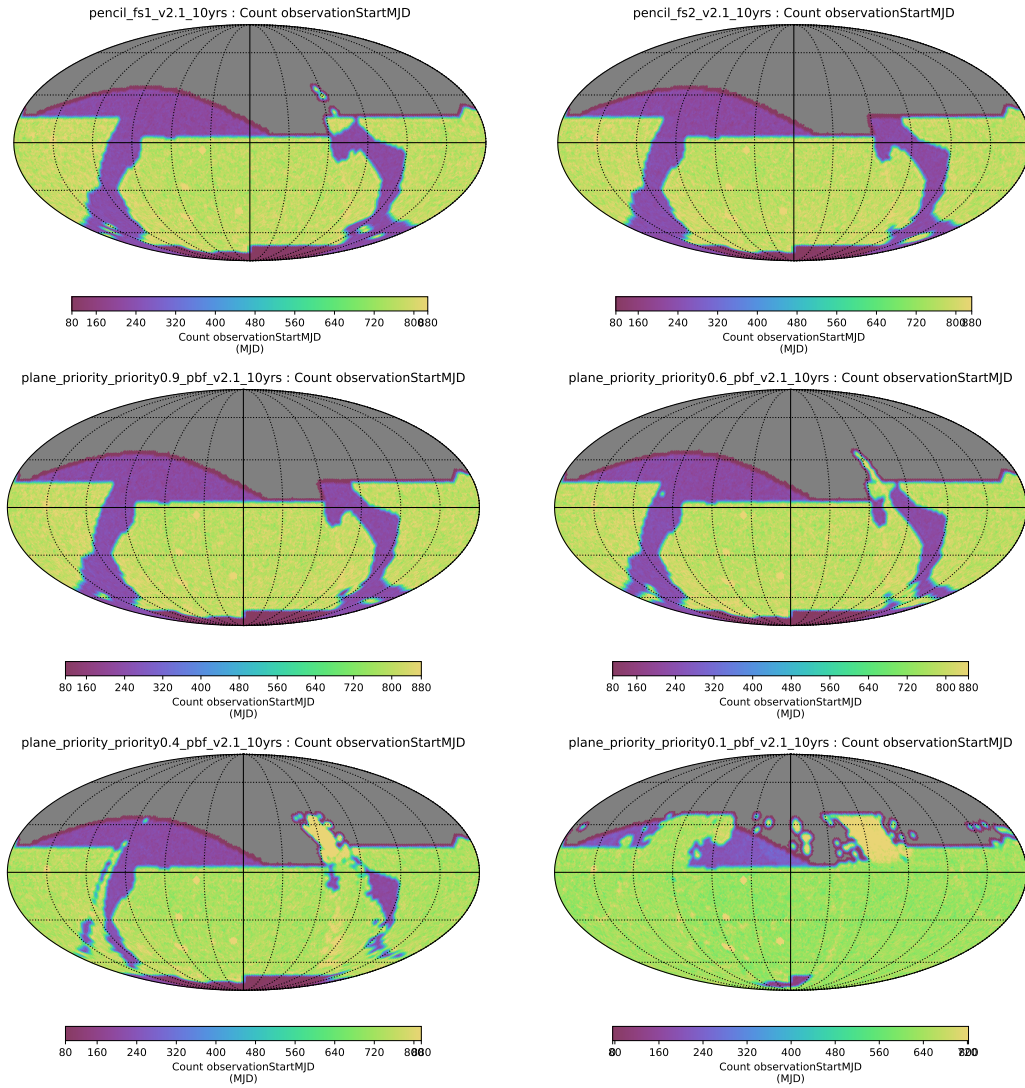 pencil_fs1_v2.1_10yrs : Count observationStartMJD
80 160 240 320 400 480 560 640 720 800 880
Count observationStartMJD
(MJD)
pencil_fs2_v2.1_10yrs : Count observationStartMJD
80 160 240 320 400 480 560 640 720 800 850
Count observationStartMJD
(MJD)
plane_priority_priority0.9_pbf_v2.1_10yrs : Count observationStartMJD
80 160 240 320 400 480 560 640 720 800 880
Count observationStartMJD
(MJD)
plane_priority_priority0.6_pbf_v2.1_10yrs : Count observationStartMJD
80 160 240 320 400 480 560 640 720 800 880
Count observationStartMJD
(MJD)
plane_priority_priority0.4_pbf_v2.1_10yrs : Count observationStartMJD
80 160 240 320 400 480 560 640 720 800
Count observationStartMJD
(MJD)
plane_priority_priority0.1_pbf_v2.1_10yrs : Count observationStartMJD
160 240 320 400 480 560 640 720
Count observationStartMJD
(MJD)